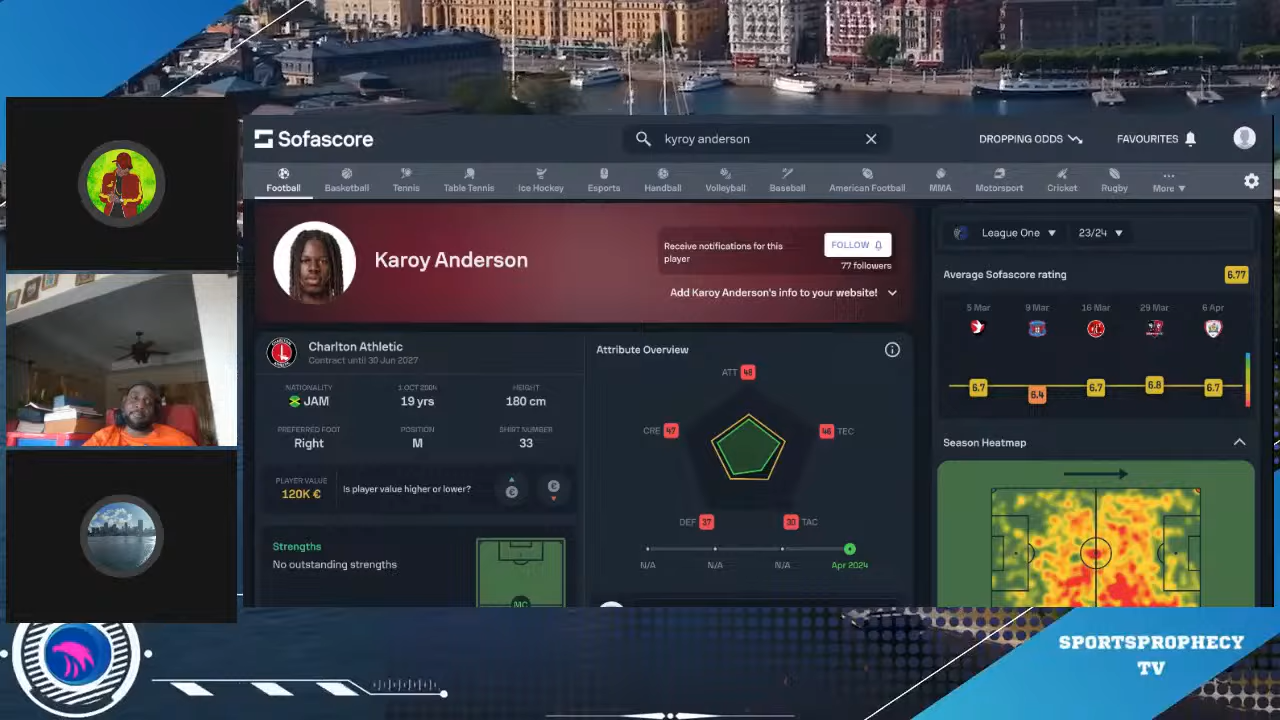 Sofascore
kyroy anderson
DROPPING ODDS
FAVOURITES
Football
Basketball
Tennis
Table Tennis
Ice Hockey
Esports
Handball
Volleyball
Baseball
American Football
MMA
Motorsport
Cricket
Rugby
More
Karoy Anderson
Receive notifications for this
player
FOLLOW
77 followers
Add Karoy Anderson's info to your website!
League One
23/24
Average Sofascore rating
6.77
5 Mar
9 Mar
16 Mar
29 Mar
6 Apr
6.7
6.4
6.7
6.8
6.7
Season Heatmap
Charlton Athletic
Contract until 30 Jun 2027
NATIONALITY
JAM
1 OCT 2004
19 yrs
HEIGHT
180 cm
PREFERRED FOOT
Right
POSITION
M
SHIRT NUMBER
33
PLAYER VALUE
120K €
Is player value higher or lower?
€
€
Strengths
No outstanding strengths
MC
Attribute Overview
ATT 48
CRE 47
46 TEC
DEF 37
30 TAC
N/A
N/A
N/A
Apr 2024
SPORTSPROPHECY
TV